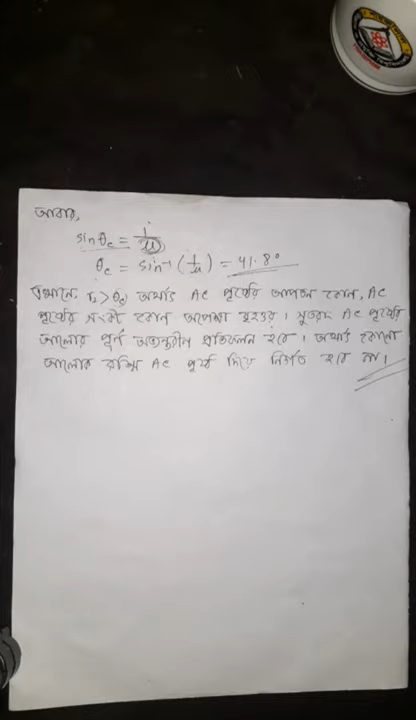 আবার,
sin θc = 1/μ
θc = sin⁻¹ (1/μ) = 41.8°
এখানে, r₂ > θc অর্থাৎ AC পৃষ্ঠের আপতন কোন, AC
পৃষ্ঠের সংকট কোন অপেক্ষা বৃহত্তর। সুতরাং AC পৃষ্ঠে
আলোর পূর্ণ অভ্যন্তরীন প্রতিফলন হবে। অর্থাৎ কোনো
আলোক রশ্মি AC পৃষ্ঠ দিয়ে নির্গত হবে না।